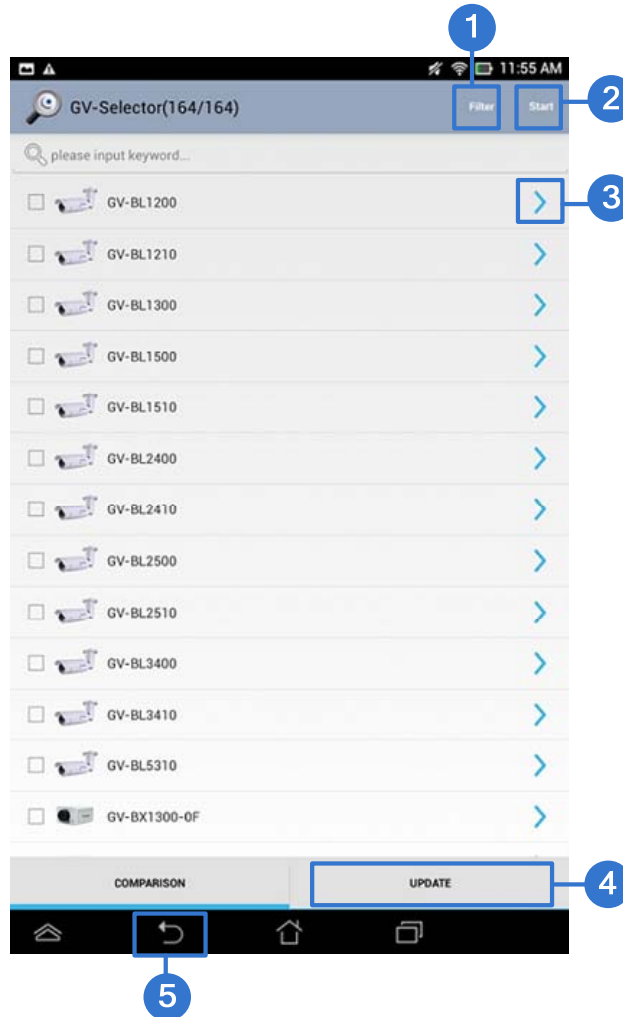 1
11:55 AM
GV-Selector(164/164)
Filter
Start
2
please input keyword...
GV-BL1200
3
GV-BL1210
GV-BL1300
GV-BL1500
GV-BL1510
GV-BL2400
GV-BL2410
GV-BL2500
GV-BL2510
GV-BL3400
GV-BL3410
GV-BL5310
GV-BX1300-0F
COMPARISON
UPDATE
4
5